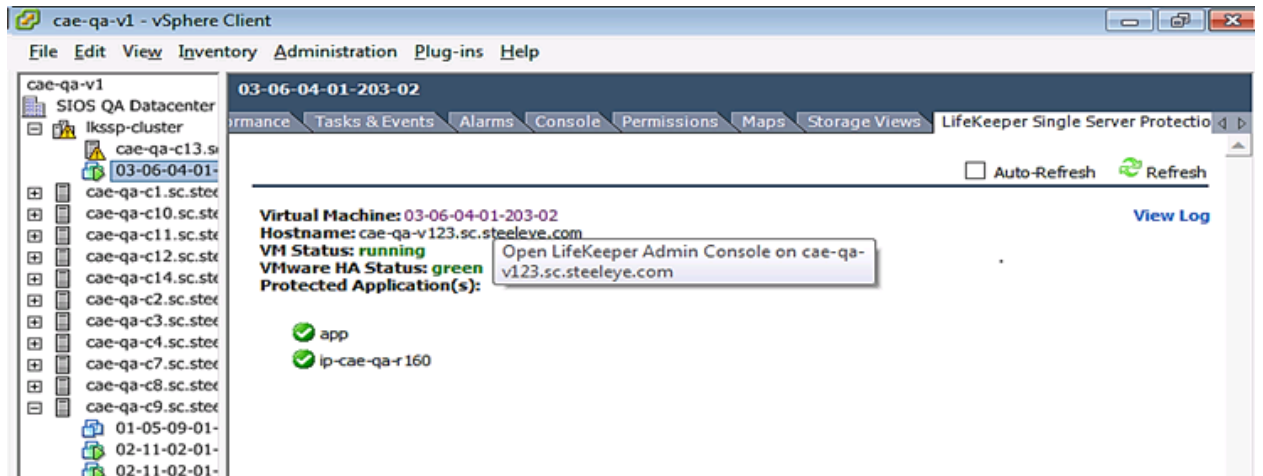 cae-qa-v1 - vSphere Client
File Edit View Inventory Administration Plug-ins Help
cae-qa-v1
SIOS QA Datacenter
lkssp-cluster
cae-qa-c13.s
03-06-04-01-
cae-qa-c1.sc.stee
cae-qa-c10.sc.ste
cae-qa-c11.sc.ste
cae-qa-c12.sc.ste
cae-qa-c14.sc.ste
cae-qa-c2.sc.stee
cae-qa-c3.sc.stee
cae-qa-c4.sc.stee
cae-qa-c7.sc.stee
cae-qa-c8.sc.stee
cae-qa-c9.sc.stee
01-05-09-01-
02-11-02-01-
02-11-02-01-
03-06-04-01-203-02
ormance Tasks & Events Alarms Console Permissions Maps Storage Views LifeKeeper Single Server Protectio
Auto-Refresh Refresh
Virtual Machine: 03-06-04-01-203-02 View Log
Hostname: cae-qa-v123.sc.steeleye.com
VM Status: running
VMware HA Status: green
Protected Application(s):
Open LifeKeeper Admin Console on cae-qa-
v123.sc.steeleye.com
app
ip-cae-qa-r160